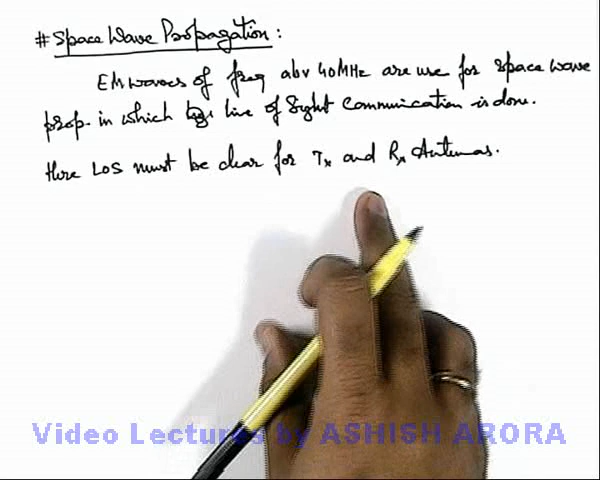 # Space Wave Propagation :
EM waves of freq abv 40MHz are use for space wave
prop. in which line of sight communication is done.
Here LOS must be clear for Tx and Rx Antennas.
Video Lectures by ASHISH ARORA